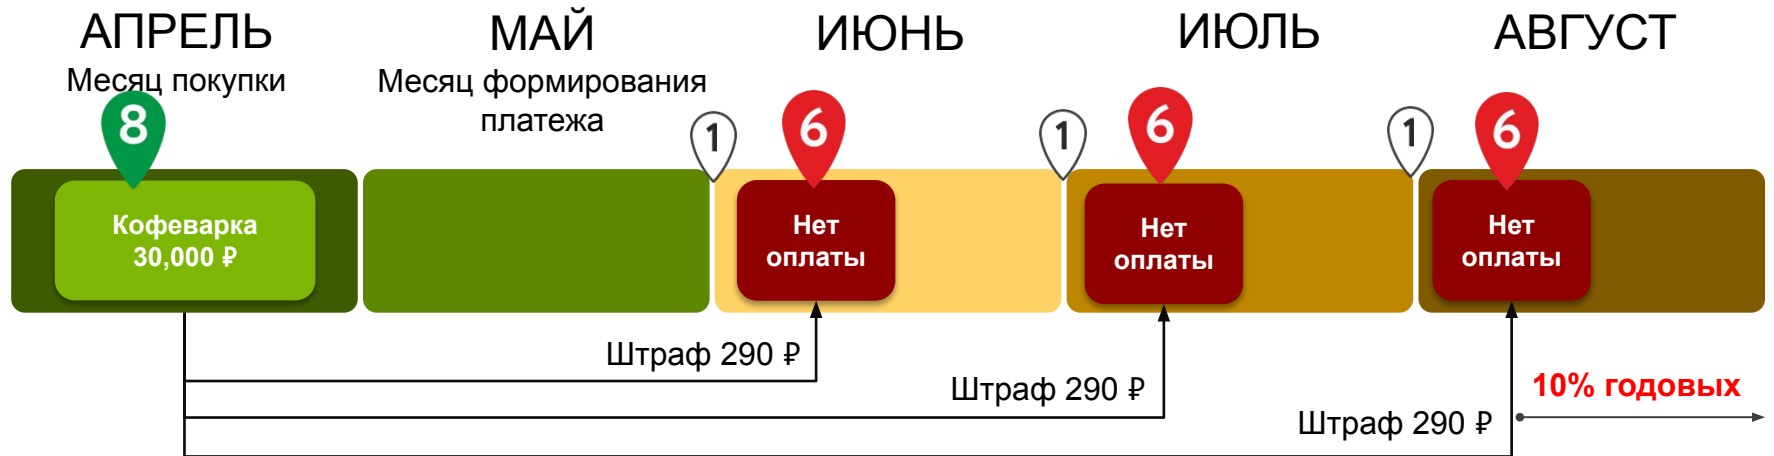 АПРЕЛЬ
Месяц покупки
МАЙ
Месяц формирования
платежа
ИЮНЬ
ИЮЛЬ
АВГУСТ
8
1
6
1
6
1
6
Кофеварка
30,000 ₽
Нет
оплаты
Нет
оплаты
Нет
оплаты
Штраф 290 ₽
Штраф 290 ₽
Штраф 290 ₽
10% годовых